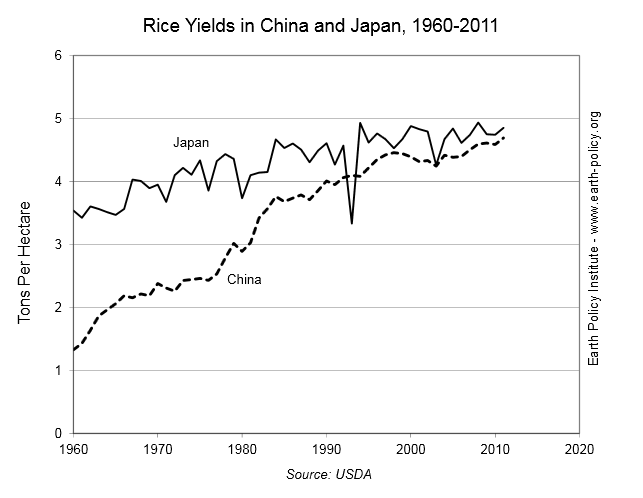 Rice Yields in China and Japan, 1960-2011
Tons Per Hectare
6
5
4
3
2
1
0
Japan
China
1960 1970 1980 1990 2000 2010 2020
Source: USDA
Earth Policy Institute - www.earth-policy.org